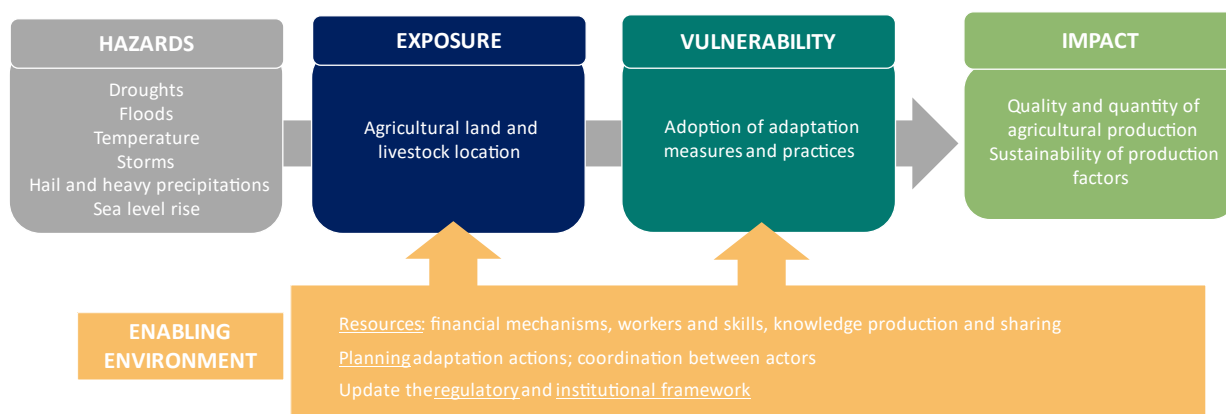 HAZARDS
Droughts
Floods
Temperature
Storms
Hail and heavy precipitations
Sea level rise
EXPOSURE
Agricultural land and
livestock location
VULNERABILITY
Adoption of adaptation
measures and practices
IMPACT
Quality and quantity of
agricultural production
Sustainability of production
factors
ENABLING
ENVIRONMENT
Resources: financial mechanisms, workers and skills, knowledge production and sharing
Planning adaptation actions; coordination between actors
Update the regulatory and institutional framework